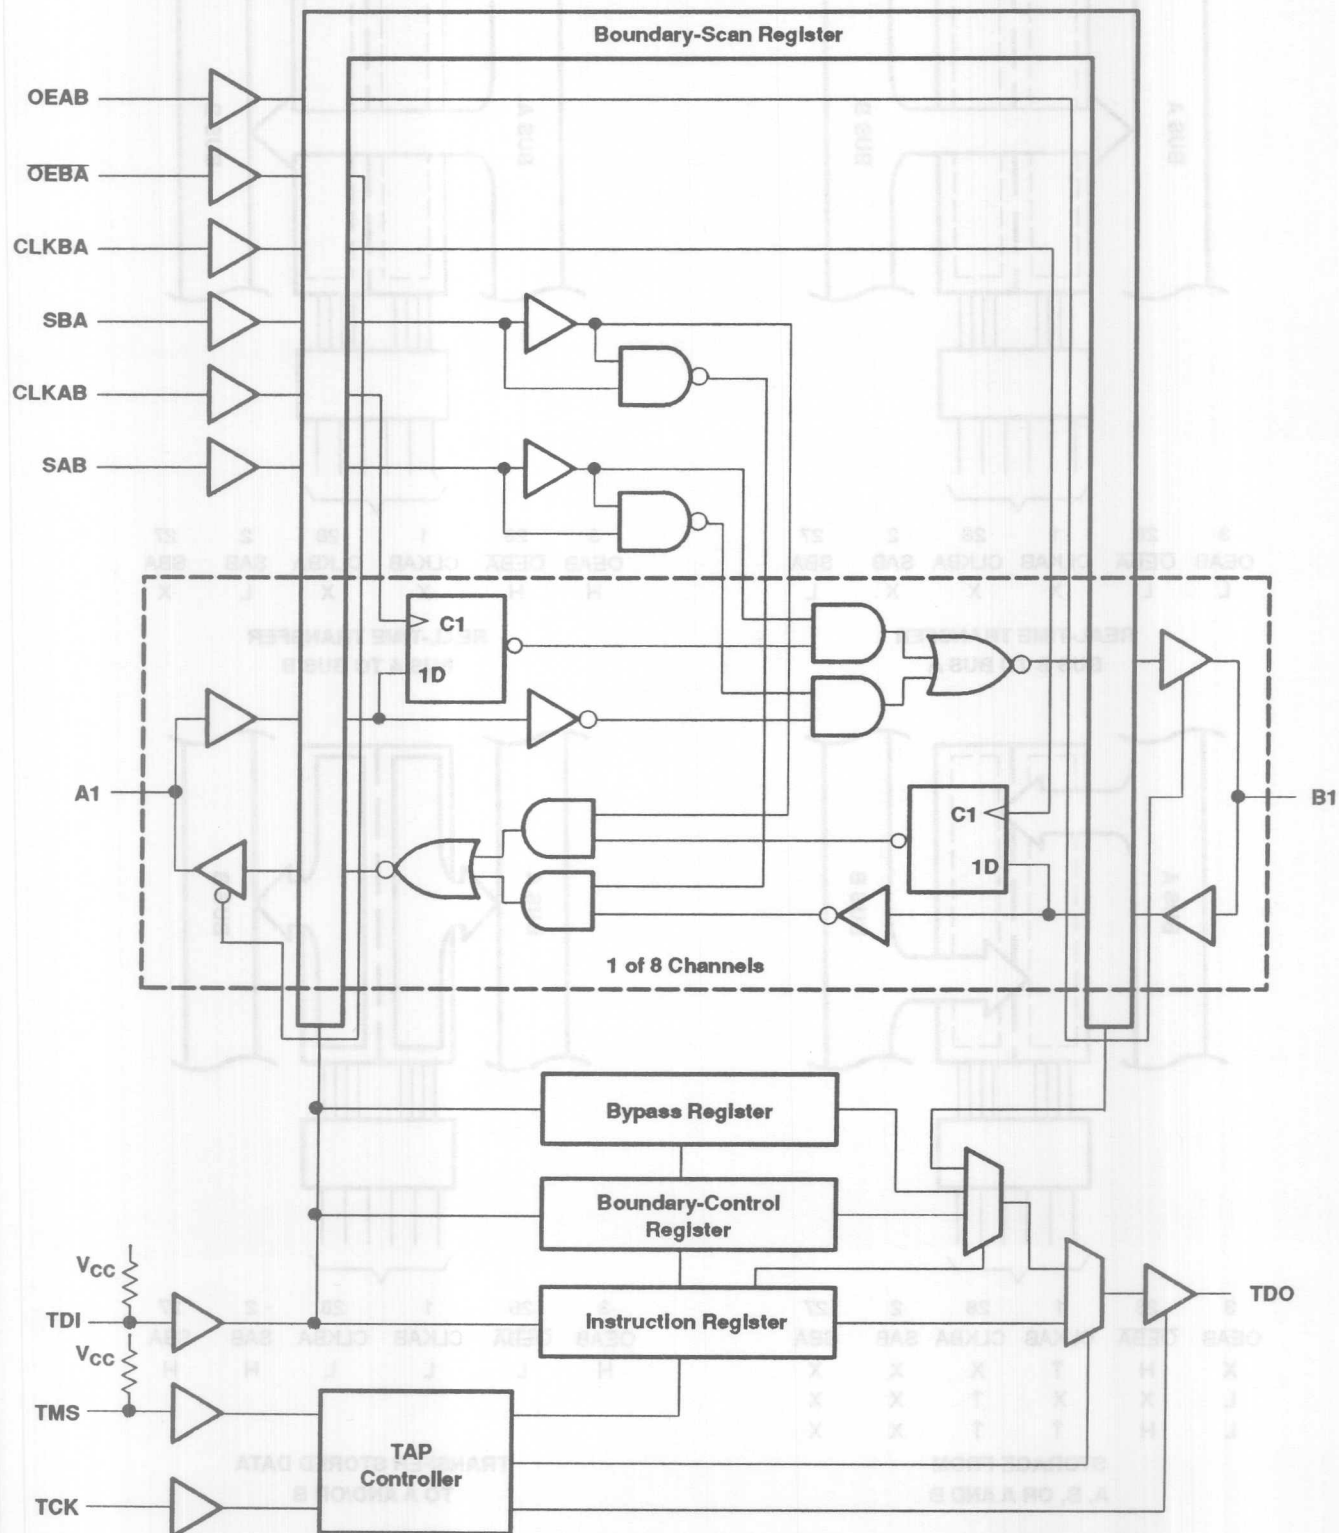 Boundary-Scan Register
OEAB
O̅E̅B̅A̅
CLKBA
SBA
CLKAB
SAB
C1
1D
A1
B1
C1
1D
1 of 8 Channels
Bypass Register
Boundary-Control
Register
VCC
TDI
Instruction Register
TDO
VCC
TMS
TAP
Controller
TCK